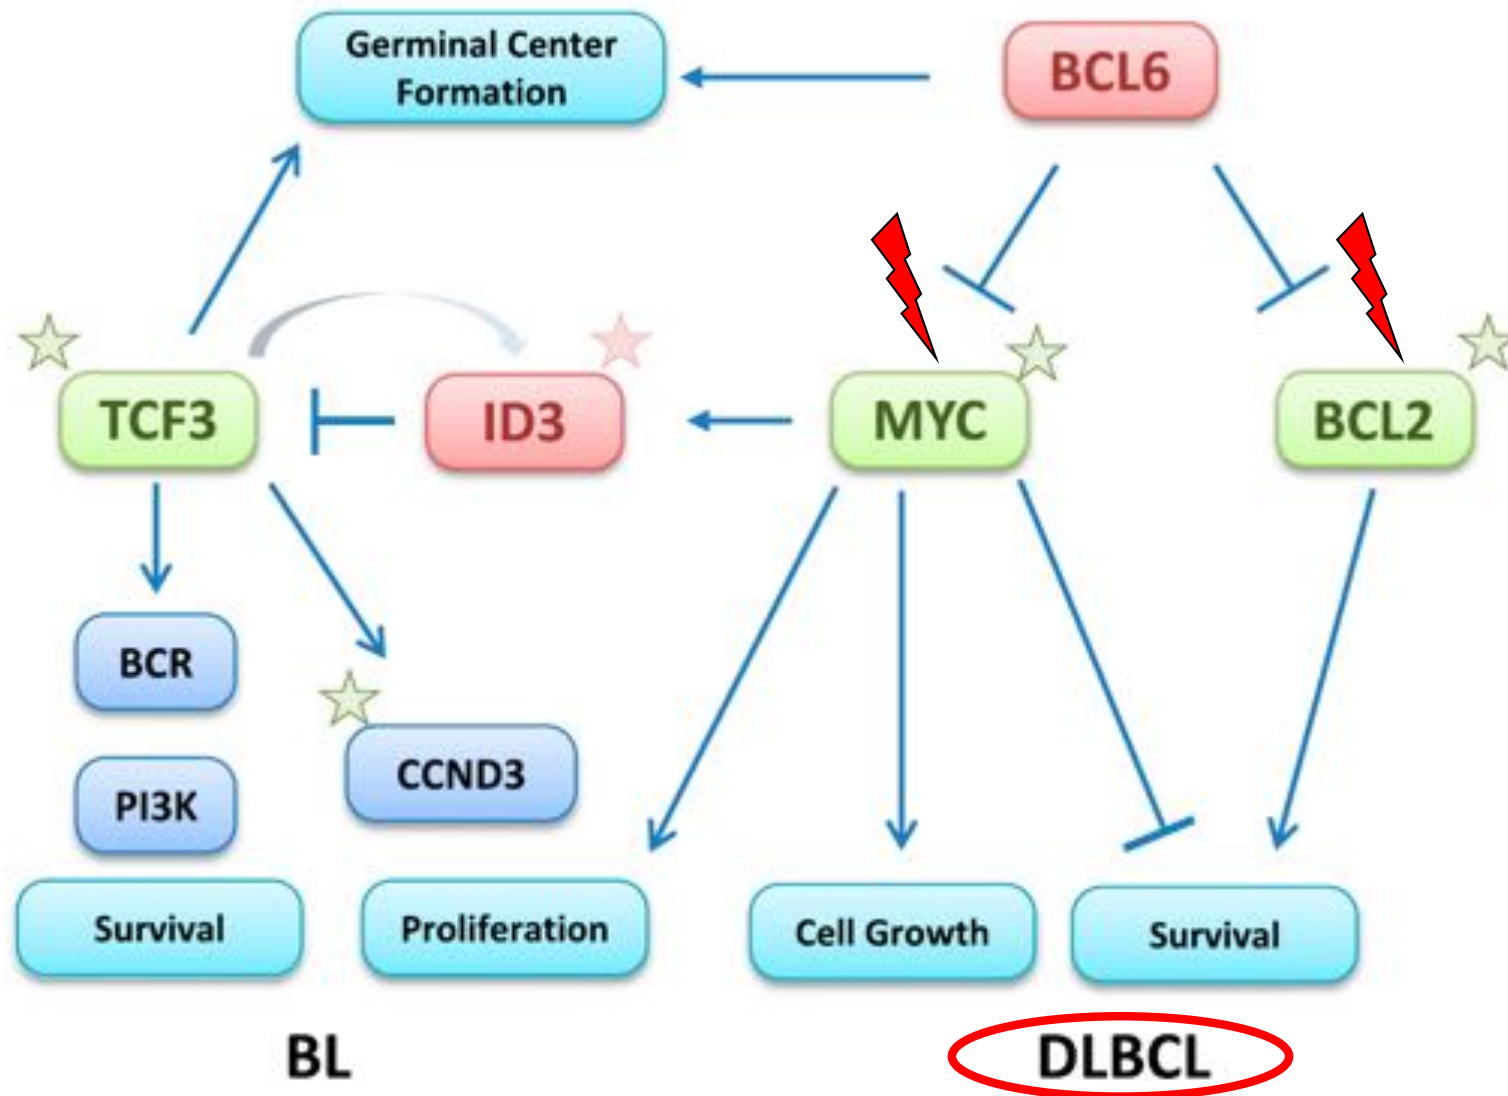 Germinal Center
Formation
BCL6
TCF3
ID3
MYC
BCL2
BCR
CCND3
PI3K
Survival
Proliferation
Cell Growth
Survival
BL
DLBCL